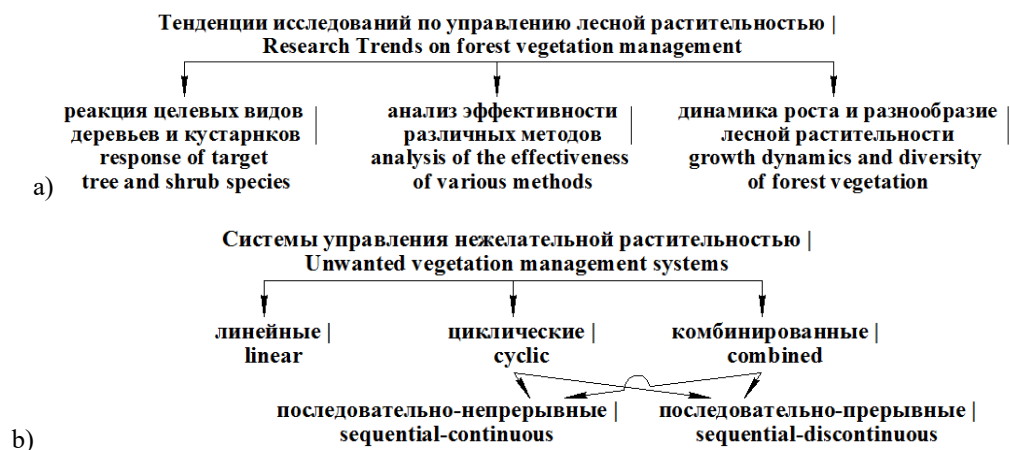 Тенденции исследований по управлению лесной растительностью |
Research Trends on forest vegetation management
реакция целевых видов |
деревьев и кустарнков
response of target
tree and shrub species
анализ эффективности |
различных методов
analysis of the effectiveness
of various methods
динамика роста и разнообразие |
лесной растительности
growth dynamics and diversity
of forest vegetation
a)
Системы управления нежелательной растительностью |
Unwanted vegetation management systems
линейные |
linear
циклические |
cyclic
комбинированные |
combined
последовательно-непрерывные |
sequential-continuous
последовательно-прерывные |
sequential-discontinuous
b)